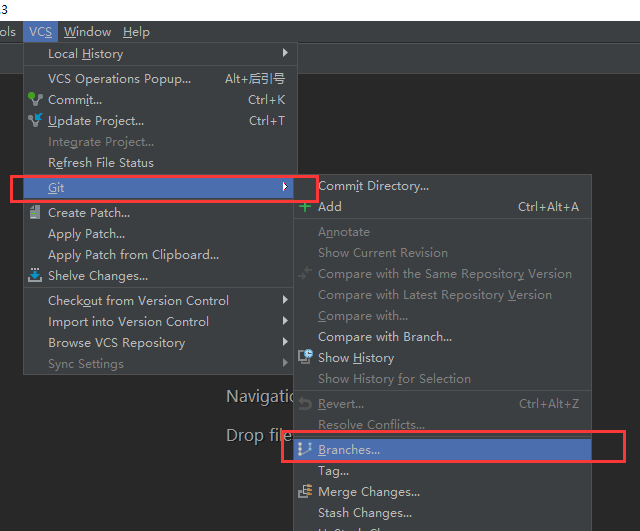 .3
ols VCS Window Help
Local History
VCS Operations Popup... Alt+后引号
Commit... Ctrl+K
Update Project... Ctrl+T
Integrate Project...
Refresh File Status
Git
Create Patch...
Apply Patch...
Apply Patch from Clipboard...
Shelve Changes...
Checkout from Version Control
Import into Version Control
Browse VCS Repository
Sync Settings
Commit Directory...
Add Ctrl+Alt+A
Annotate
Show Current Revision
Compare with the Same Repository Version
Compare with Latest Repository Version
Compare with...
Compare with Branch...
Show History
Show History for Selection
Revert... Ctrl+Alt+Z
Resolve Conflicts...
Branches...
Tag...
Merge Changes...
Stash Changes...
Navigatio
Drop file